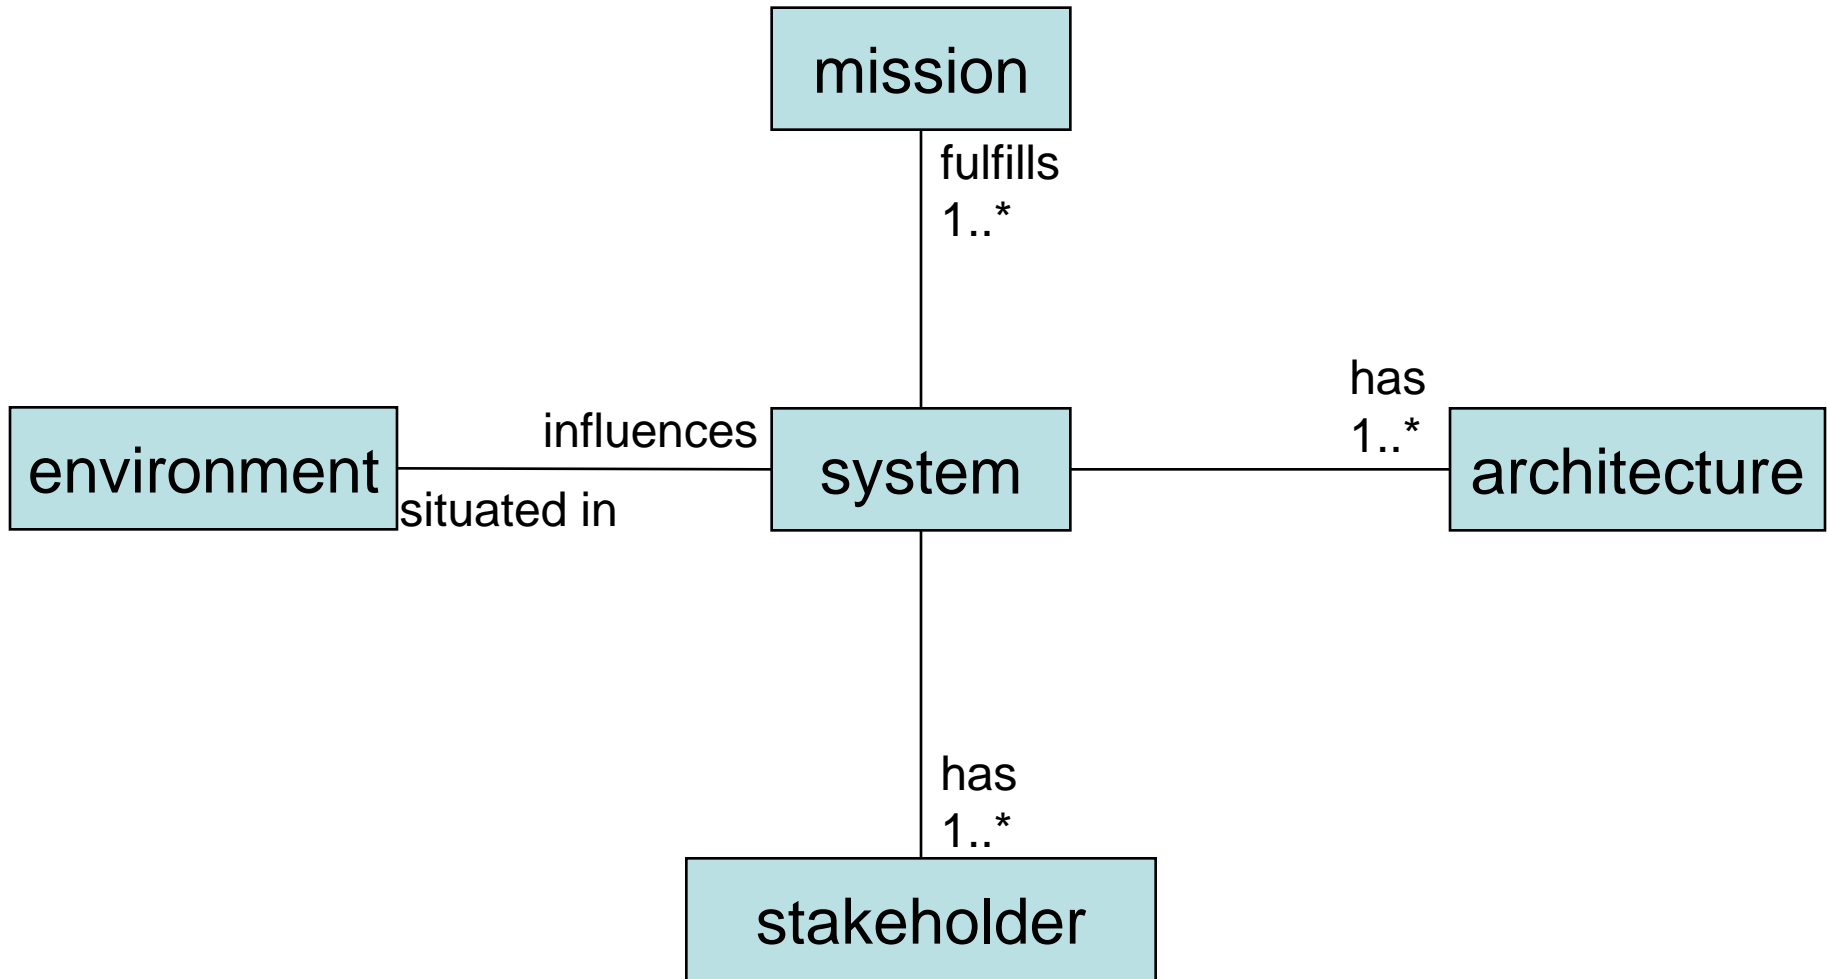 mission
fulfills
1..*
has
1..*
influences
environment
system
architecture
situated in
has
1..*
stakeholder